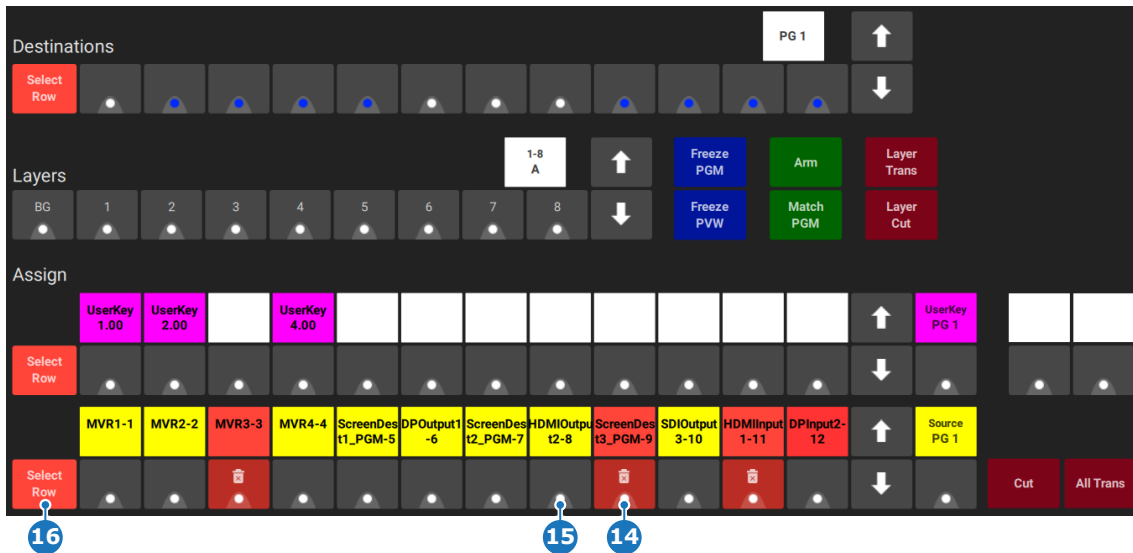 PG 1
Destinations
Select
Row
1-8
A
Freeze
PGM
Arm
Layer
Trans
Layers
BG
1
2
3
4
5
6
7
8
Freeze
PVW
Match
PGM
Layer
Cut
Assign
UserKey
1.00
UserKey
2.00
UserKey
4.00
UserKey
PG 1
Select
Row
MVR1-1
MVR2-2
MVR3-3
MVR4-4
ScreenDes
t1_PGM-5
DPOutput1
-6
ScreenDes
t2_PGM-7
HDMIOutpu
t2-8
ScreenDes
t3_PGM-9
SDIOutput
3-10
HDMIInput
1-11
DPInput2-
12
Source
PG 1
Select
Row
Cut
All Trans
16
15
14